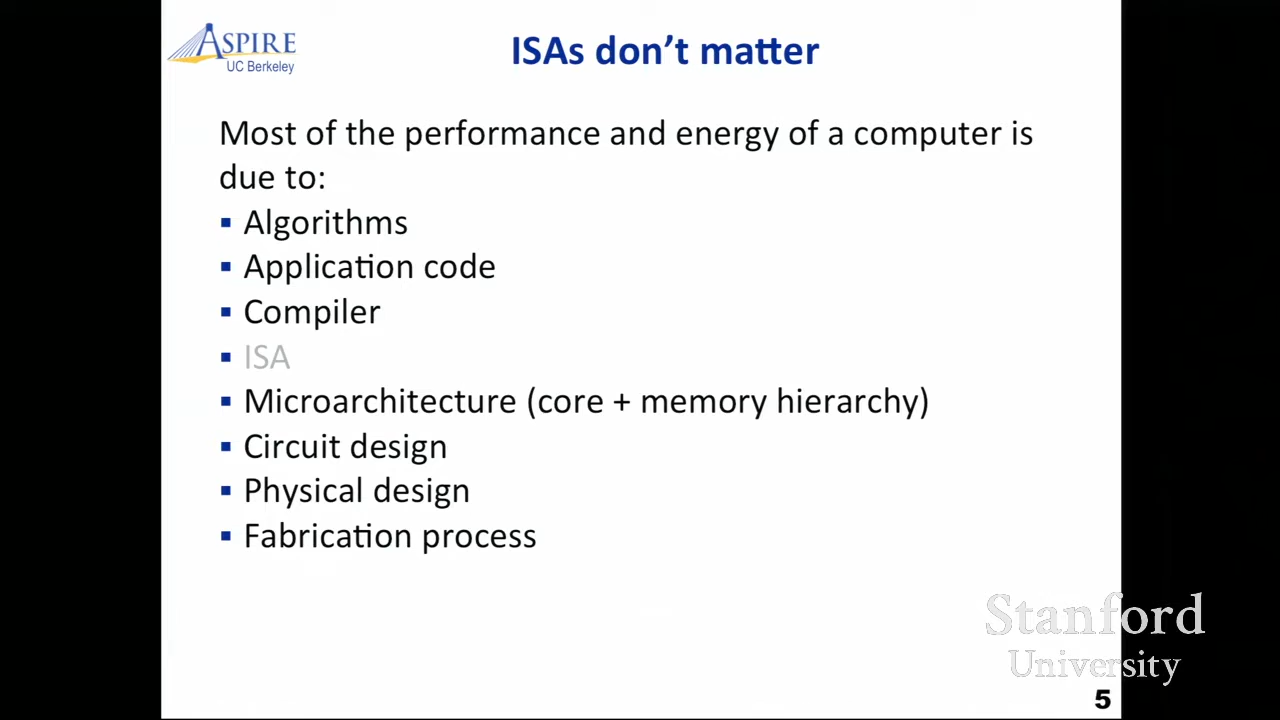 ASPIRE
UC Berkeley
ISAs don't matter
Most of the performance and energy of a computer is
due to:
▪ Algorithms
▪ Application code
▪ Compiler
▪ ISA
▪ Microarchitecture (core + memory hierarchy)
▪ Circuit design
▪ Physical design
▪ Fabrication process
Stanford
University
5